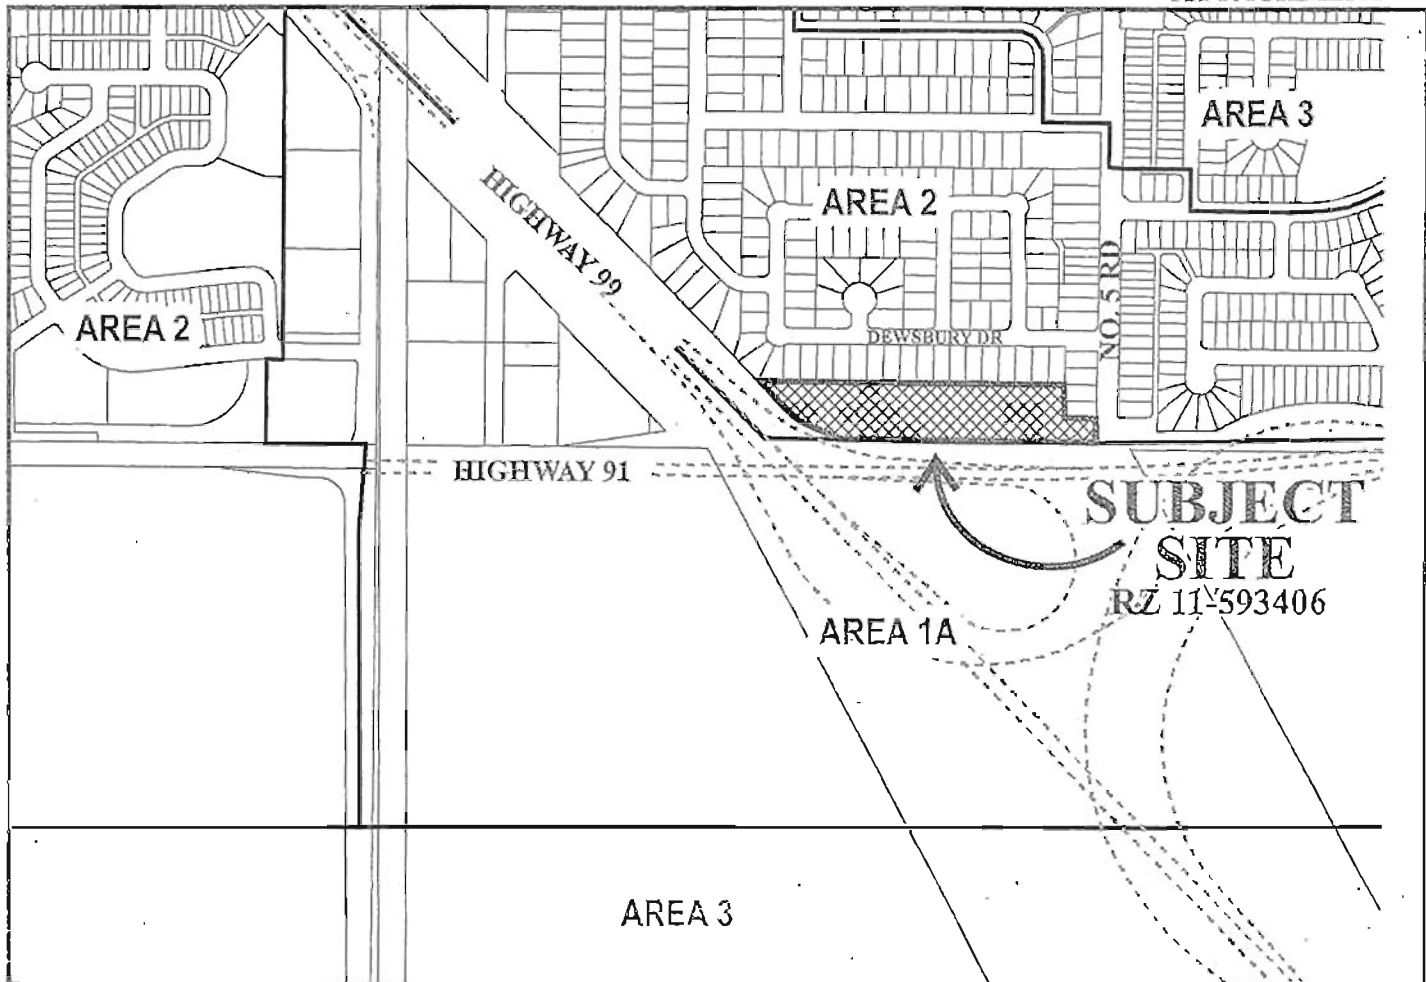 AREA 3
HIGHWAY 99
AREA 2
NO. 5 RD
AREA 2
DEWSBURY DR
HIGHWAY 91
SUBJECT
SITE
RZ 11-593406
AREA 1A
AREA 3